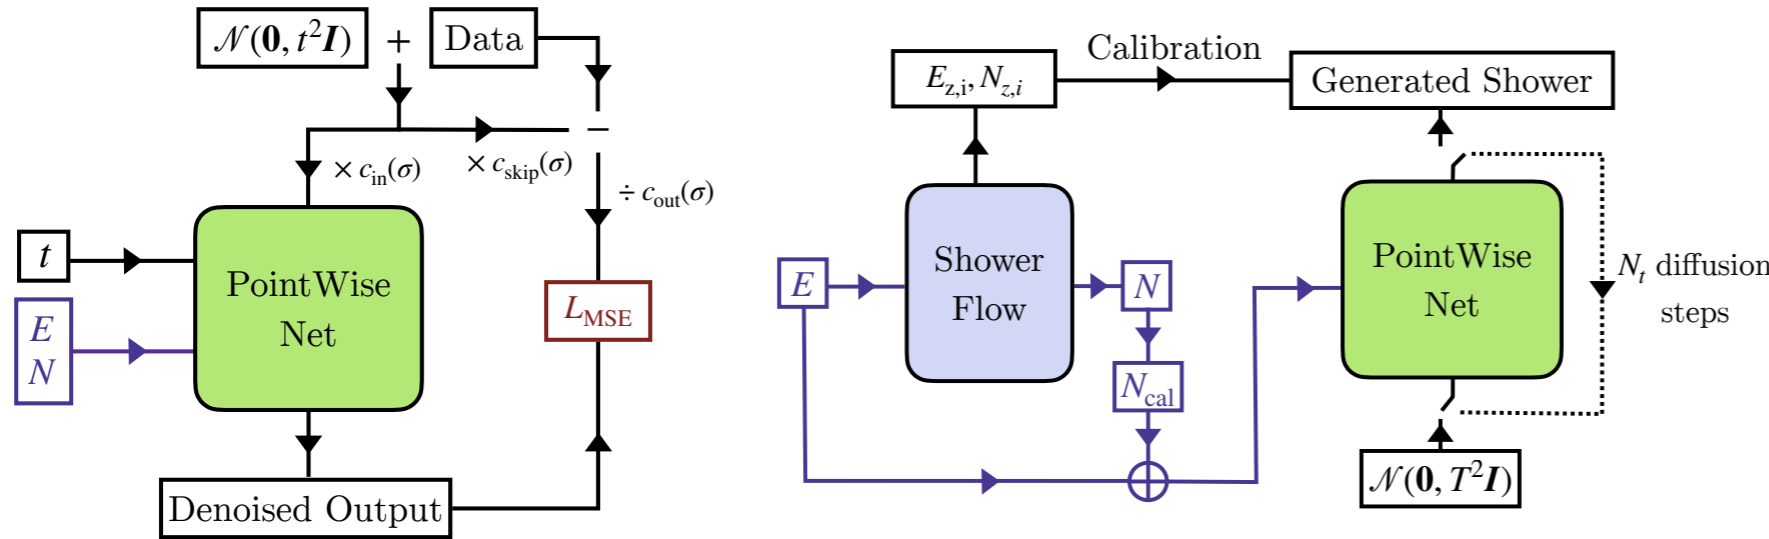 𝒩(0, t²I) + Data
× c_in(σ)
× c_skip(σ)
−
÷ c_out(σ)
t
E
N
PointWise
Net
L_MSE
Denoised Output
E_z,i, N_z,i
Calibration
Generated Shower
E
Shower
Flow
N
N_cal
PointWise
Net
N_t diffusion
steps
𝒩(0, T²I)